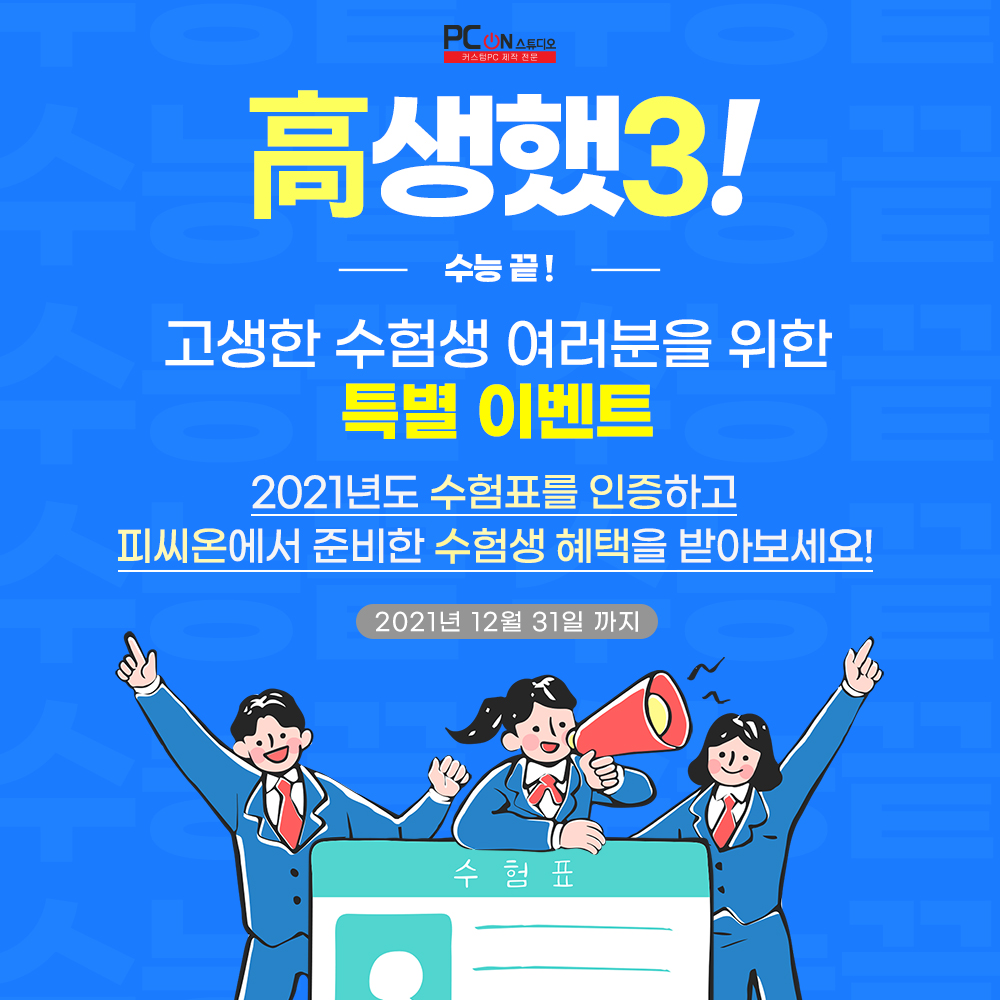 PC ON 스튜디오
커스텀PC 제작 전문
高생했3!
수능 끝!
고생한 수험생 여러분을 위한
특별 이벤트
2021년도 수험표를 인증하고
피씨온에서 준비한 수험생 혜택을 받아보세요!
2021년 12월 31일 까지
수험표